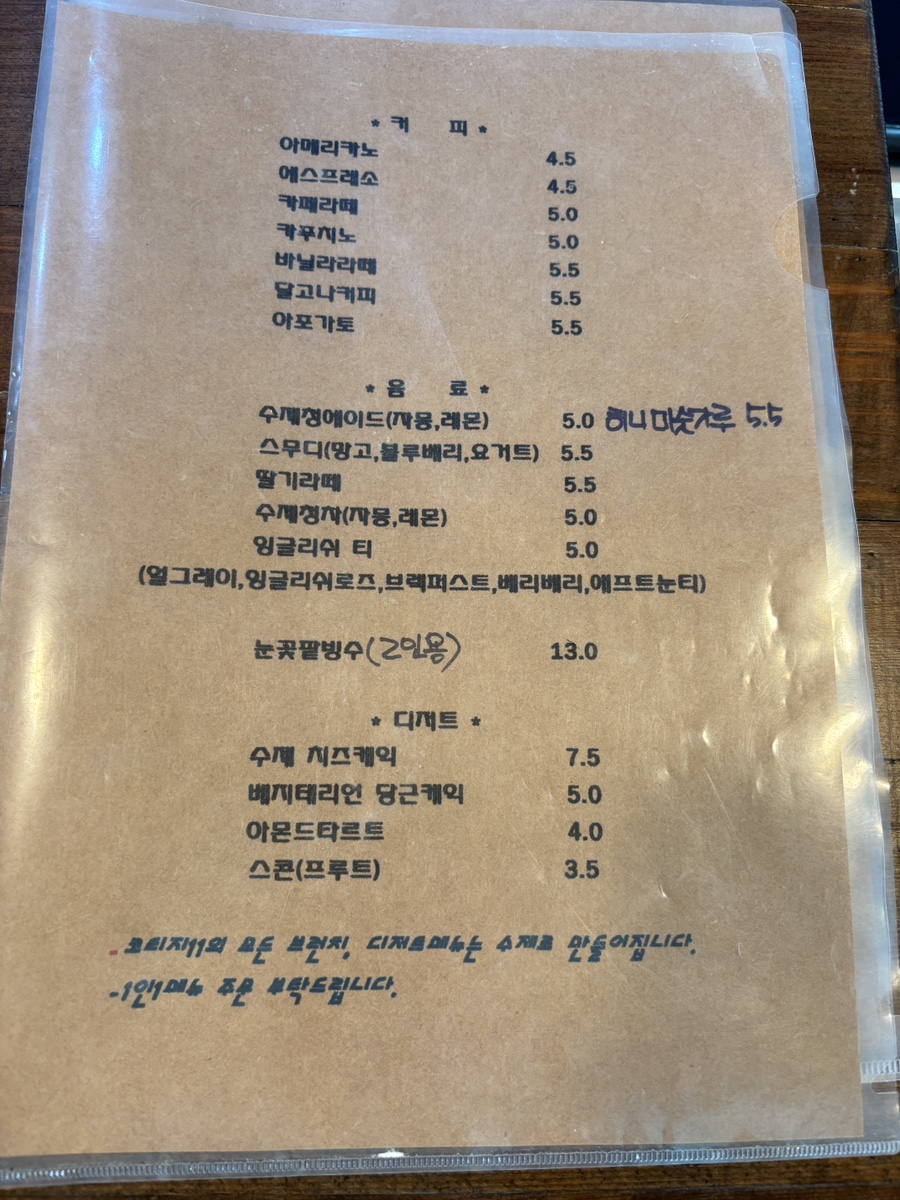 * 커 피 *
아메리카노 4.5
에스프레소 4.5
카페라떼 5.0
카푸치노 5.0
바닐라라떼 5.5
달고나커피 5.5
아포가토 5.5
* 음 료 *
수제청에이드(자몽,레몬) 5.0 허니미숫가루 5.5
스무디(망고,블루베리,요거트) 5.5
딸기라떼 5.5
수제청차(자몽,레몬) 5.0
잉글리쉬 티 5.0
(얼그레이,잉글리쉬로즈,브랙퍼스트,베리베리,애프트눈티)
눈꽃팥빙수(2인용) 13.0
* 디저트 *
수제 치즈케익 7.5
베지테리언 당근케익 5.0
아몬드타르트 4.0
스콘(프루트) 3.5
- 코티지11의 모든 브런치, 디저트메뉴는 수제로 만들어집니다.
-1인1메뉴 주문 부탁드립니다.